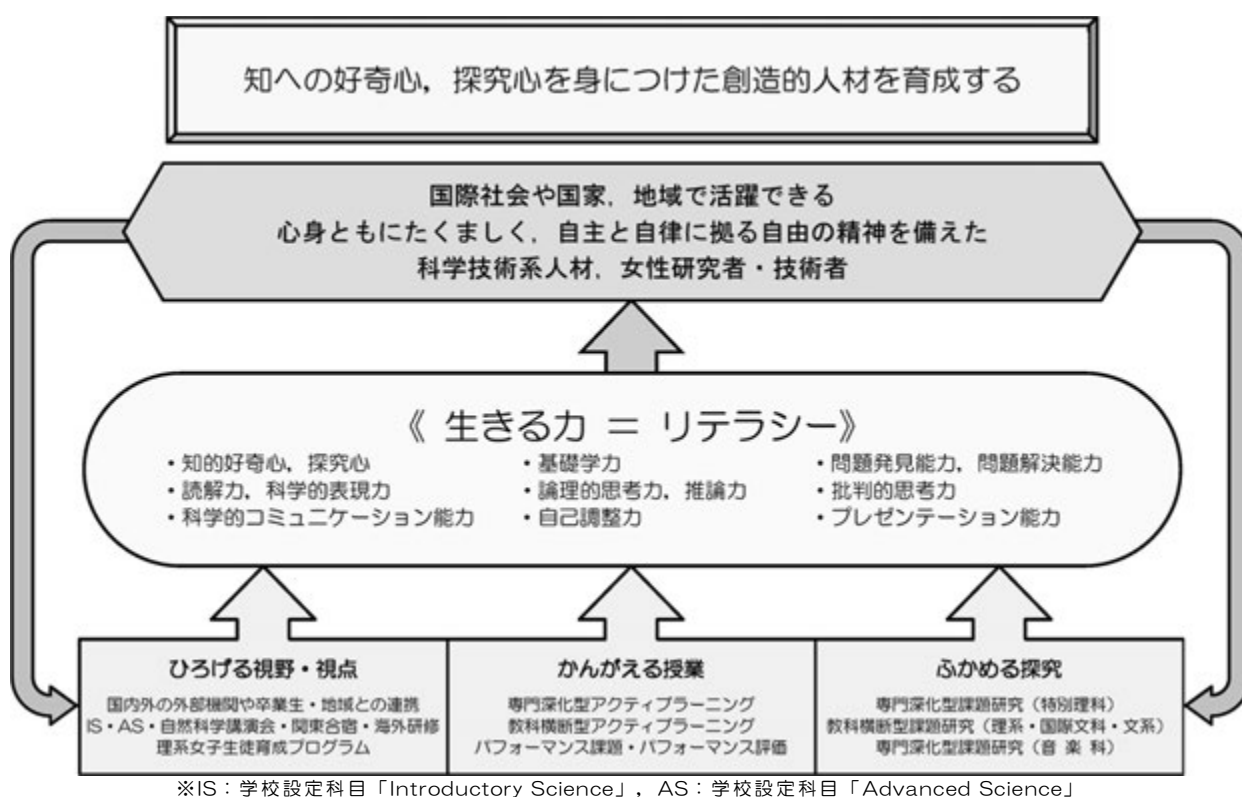 知への好奇心，探究心を身につけた創造的人材を育成する
国際社会や国家，地域で活躍できる
心身ともにたくましく，自主と自律に拠る自由の精神を備えた
科学技術系人材，女性研究者・技術者
《 生きる力 ＝ リテラシー》
・知的好奇心，探究心
・読解力，科学的表現力
・科学的コミュニケーション能力
・基礎学力
・論理的思考力，推論力
・自己調整力
・問題発見能力，問題解決能力
・批判的思考力
・プレゼンテーション能力
ひろげる視野・視点
国内外の外部機関や卒業生・地域との連携
IS・AS・自然科学講演会・関東合宿・海外研修
理系女子生徒育成プログラム
かんがえる授業
専門深化型アクティブラーニング
教科横断型アクティブラーニング
パフォーマンス課題・パフォーマンス評価
ふかめる探究
専門深化型課題研究（特別理科）
教科横断型課題研究（理系・国際文科・文系）
専門深化型課題研究（音 楽 科）
※IS：学校設定科目「Introductory Science」，AS：学校設定科目「Advanced Science」